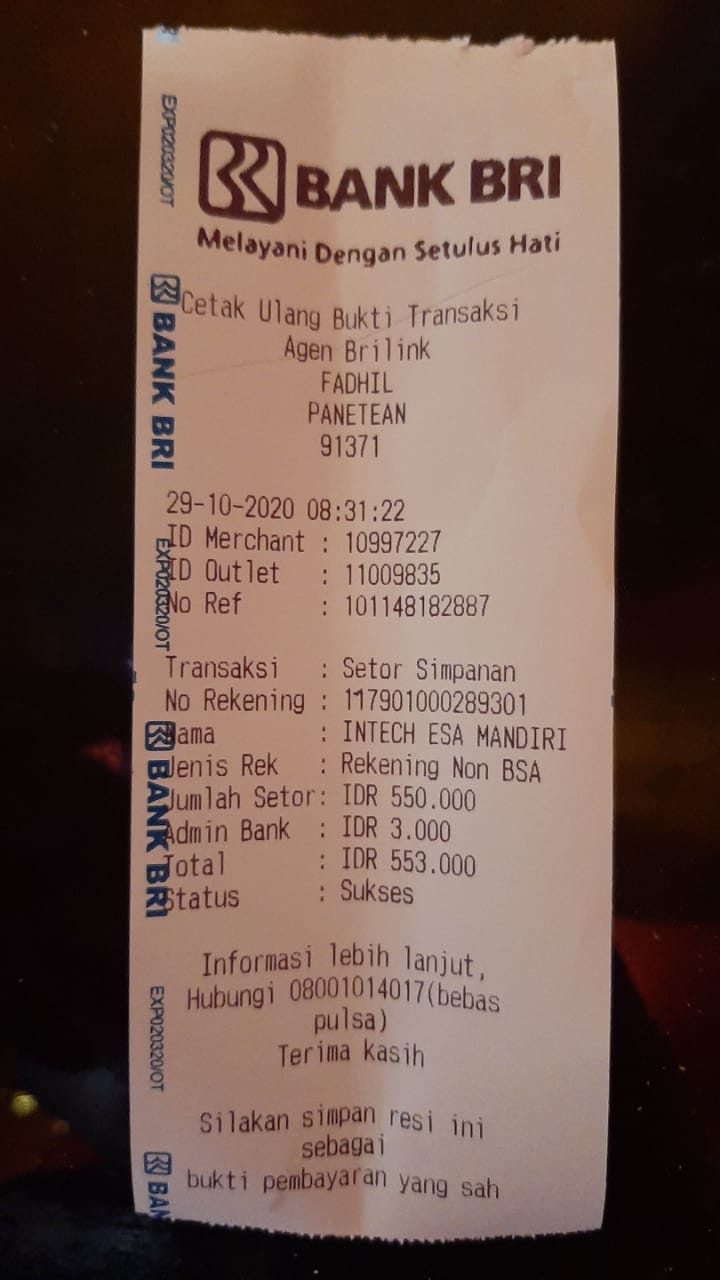 BANK BRI
Melayani Dengan Setulus Hati
Cetak Ulang Bukti Transaksi
Agen Brilink
FADHIL
PANETEAN
91371
29-10-2020 08:31:22
ID Merchant : 10997227
ID Outlet : 11009835
No Ref : 101148182887
Transaksi : Setor Simpanan
No Rekening : 117901000289301
Nama : INTECH ESA MANDIRI
Jenis Rek : Rekening Non BSA
Jumlah Setor: IDR 550.000
Admin Bank : IDR 3.000
Total : IDR 553.000
Status : Sukses
Informasi lebih lanjut,
Hubungi 08001014017(bebas
pulsa)
Terima kasih
Silakan simpan resi ini
sebagai
bukti pembayaran yang sah
EXP020320/OT
BANK BRI
EXP020320/OT
BANK BRI
EXP020320/OT
BAN